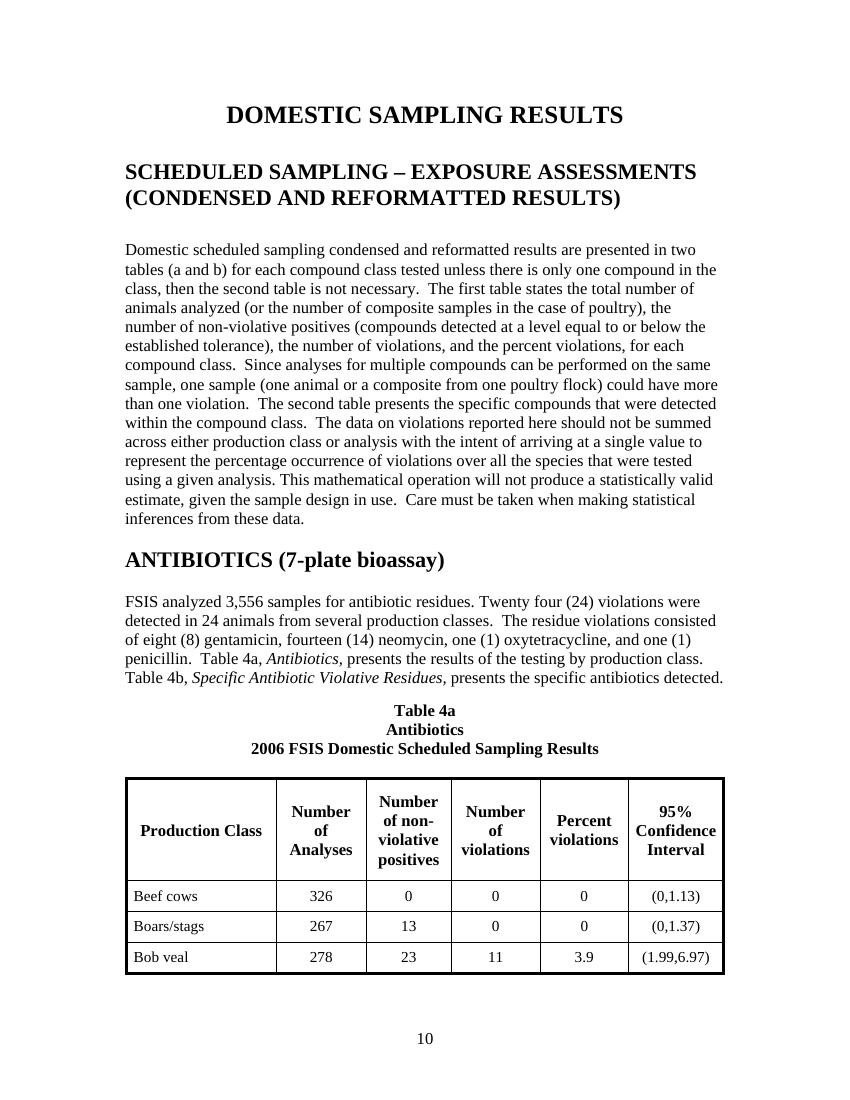 DOMESTIC SAMPLING RESULTS
SCHEDULED SAMPLING – EXPOSURE ASSESSMENTS
(CONDENSED AND REFORMATTED RESULTS)
Domestic scheduled sampling condensed and reformatted results are presented in two
tables (a and b) for each compound class tested unless there is only one compound in the
class, then the second table is not necessary.  The first table states the total number of
animals analyzed (or the number of composite samples in the case of poultry), the
number of non-violative positives (compounds detected at a level equal to or below the
established tolerance), the number of violations, and the percent violations, for each
compound class.  Since analyses for multiple compounds can be performed on the same
sample, one sample (one animal or a composite from one poultry flock) could have more
than one violation.  The second table presents the specific compounds that were detected
within the compound class.  The data on violations reported here should not be summed
across either production class or analysis with the intent of arriving at a single value to
represent the percentage occurrence of violations over all the species that were tested
using a given analysis. This mathematical operation will not produce a statistically valid
estimate, given the sample design in use.  Care must be taken when making statistical
inferences from these data.
ANTIBIOTICS (7-plate bioassay)
FSIS analyzed 3,556 samples for antibiotic residues. Twenty four (24) violations were
detected in 24 animals from several production classes.  The residue violations consisted
of eight (8) gentamicin, fourteen (14) neomycin, one (1) oxytetracycline, and one (1)
penicillin.  Table 4a, Antibiotics, presents the results of the testing by production class.
Table 4b, Specific Antibiotic Violative Residues, presents the specific antibiotics detected.
Table 4a
Antibiotics
2006 FSIS Domestic Scheduled Sampling Results
Production Class | Number of Analyses | Number of non-violative positives | Number of violations | Percent violations | 95% Confidence Interval
Beef cows | 326 | 0 | 0 | 0 | (0,1.13)
Boars/stags | 267 | 13 | 0 | 0 | (0,1.37)
Bob veal | 278 | 23 | 11 | 3.9 | (1.99,6.97)
10